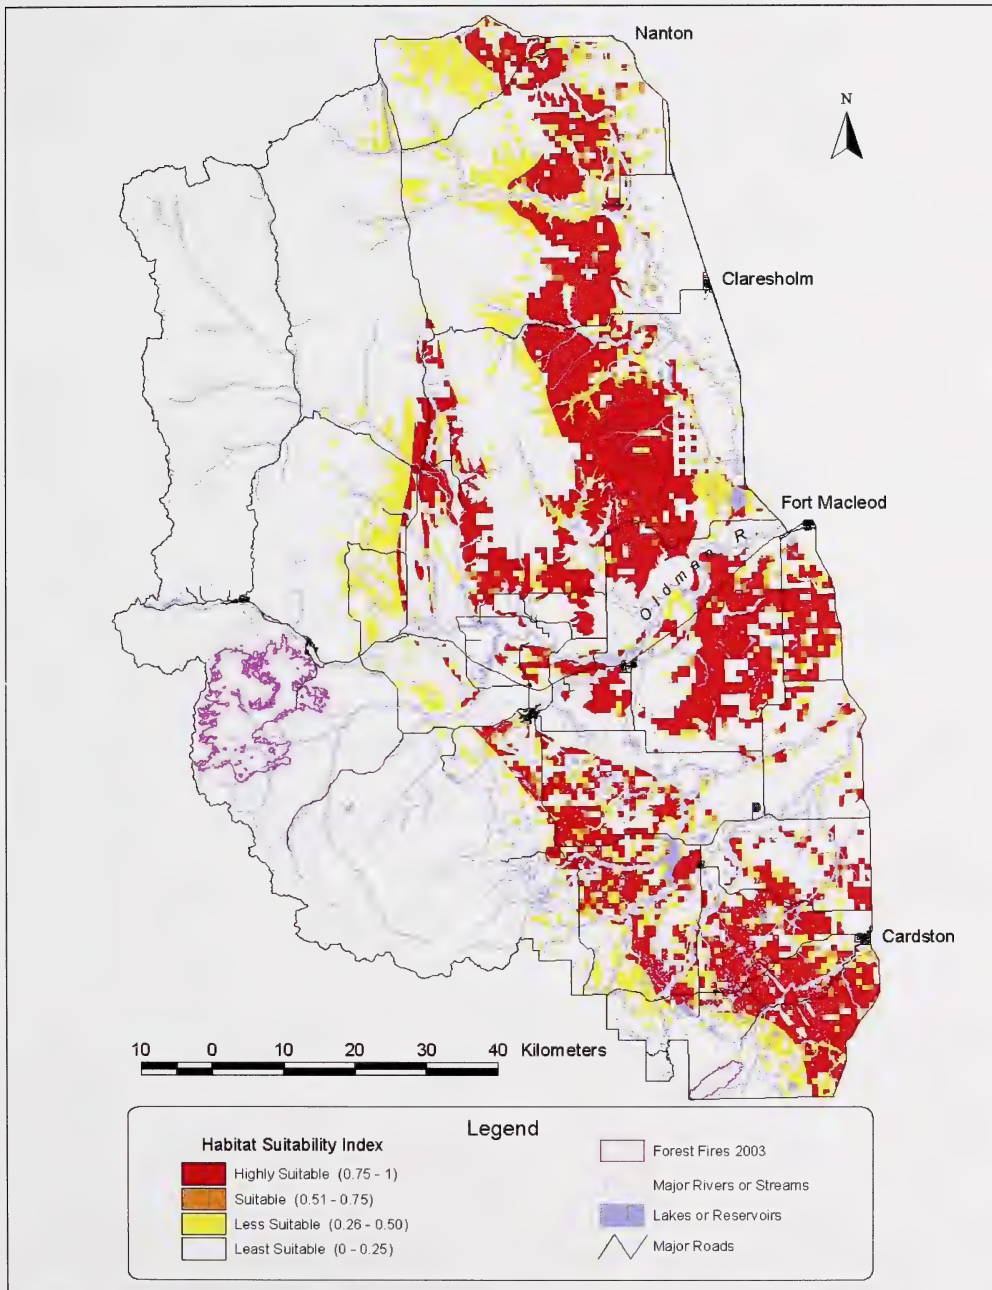 Nanton
N
Claresholm
Fort Macleod
Oldman R.
Cardston
10 0 10 20 30 40 Kilometers
Legend
Habitat Suitability Index
Highly Suitable (0.75 - 1)
Suitable (0.51 - 0.75)
Less Suitable (0.26 - 0.50)
Least Suitable (0 - 0.25)
Forest Fires 2003
Major Rivers or Streams
Lakes or Reservoirs
Major Roads